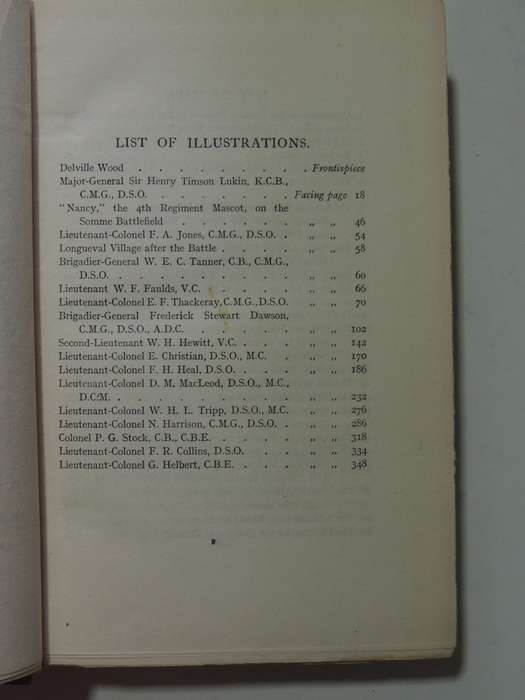 LIST OF ILLUSTRATIONS.
Delville Wood . . . . . . . . Frontispiece
Major-General Sir Henry Timson Lukin, K.C.B.,
C.M.G., D.S.O. . . . . . . . Facing page 18
"Nancy," the 4th Regiment Mascot, on the
Somme Battlefield . . . . . . „ „ 46
Lieutenant-Colonel F. A. Jones, C.M.G., D.S.O. . „ „ 54
Longueval Village after the Battle . . . . „ „ 58
Brigadier-General W. E. C. Tanner, C.B., C.M.G.,
D.S.O. . . . . . . . . . „ „ 60
Lieutenant W. F. Faulds, V.C. . . . . „ „ 66
Lieutenant-Colonel E. F. Thackeray, C.M.G., D.S.O. „ „ 70
Brigadier-General Frederick Stewart Dawson,
C.M.G., D.S.O., A.D.C. . . . . . „ „ 102
Second-Lieutenant W. H. Hewitt, V.C. . . . „ „ 142
Lieutenant-Colonel E. Christian, D.S.O., M.C. . „ „ 170
Lieutenant-Colonel F. H. Heal, D.S.O. . . . „ „ 186
Lieutenant-Colonel D. M. MacLeod, D.S.O., M.C.,
D.C.M. . . . . . . . . . „ „ 232
Lieutenant-Colonel W. H. L. Tripp, D.S.O., M.C. „ „ 276
Lieutenant-Colonel N. Harrison, C.M.G., D.S.O. . „ „ 286
Colonel P. G. Stock, C.B., C.B.E. . . . . „ „ 318
Lieutenant-Colonel F. R. Collins, D.S.O. . . „ „ 334
Lieutenant-Colonel G. Helbert, C.B.E. . . . „ „ 348